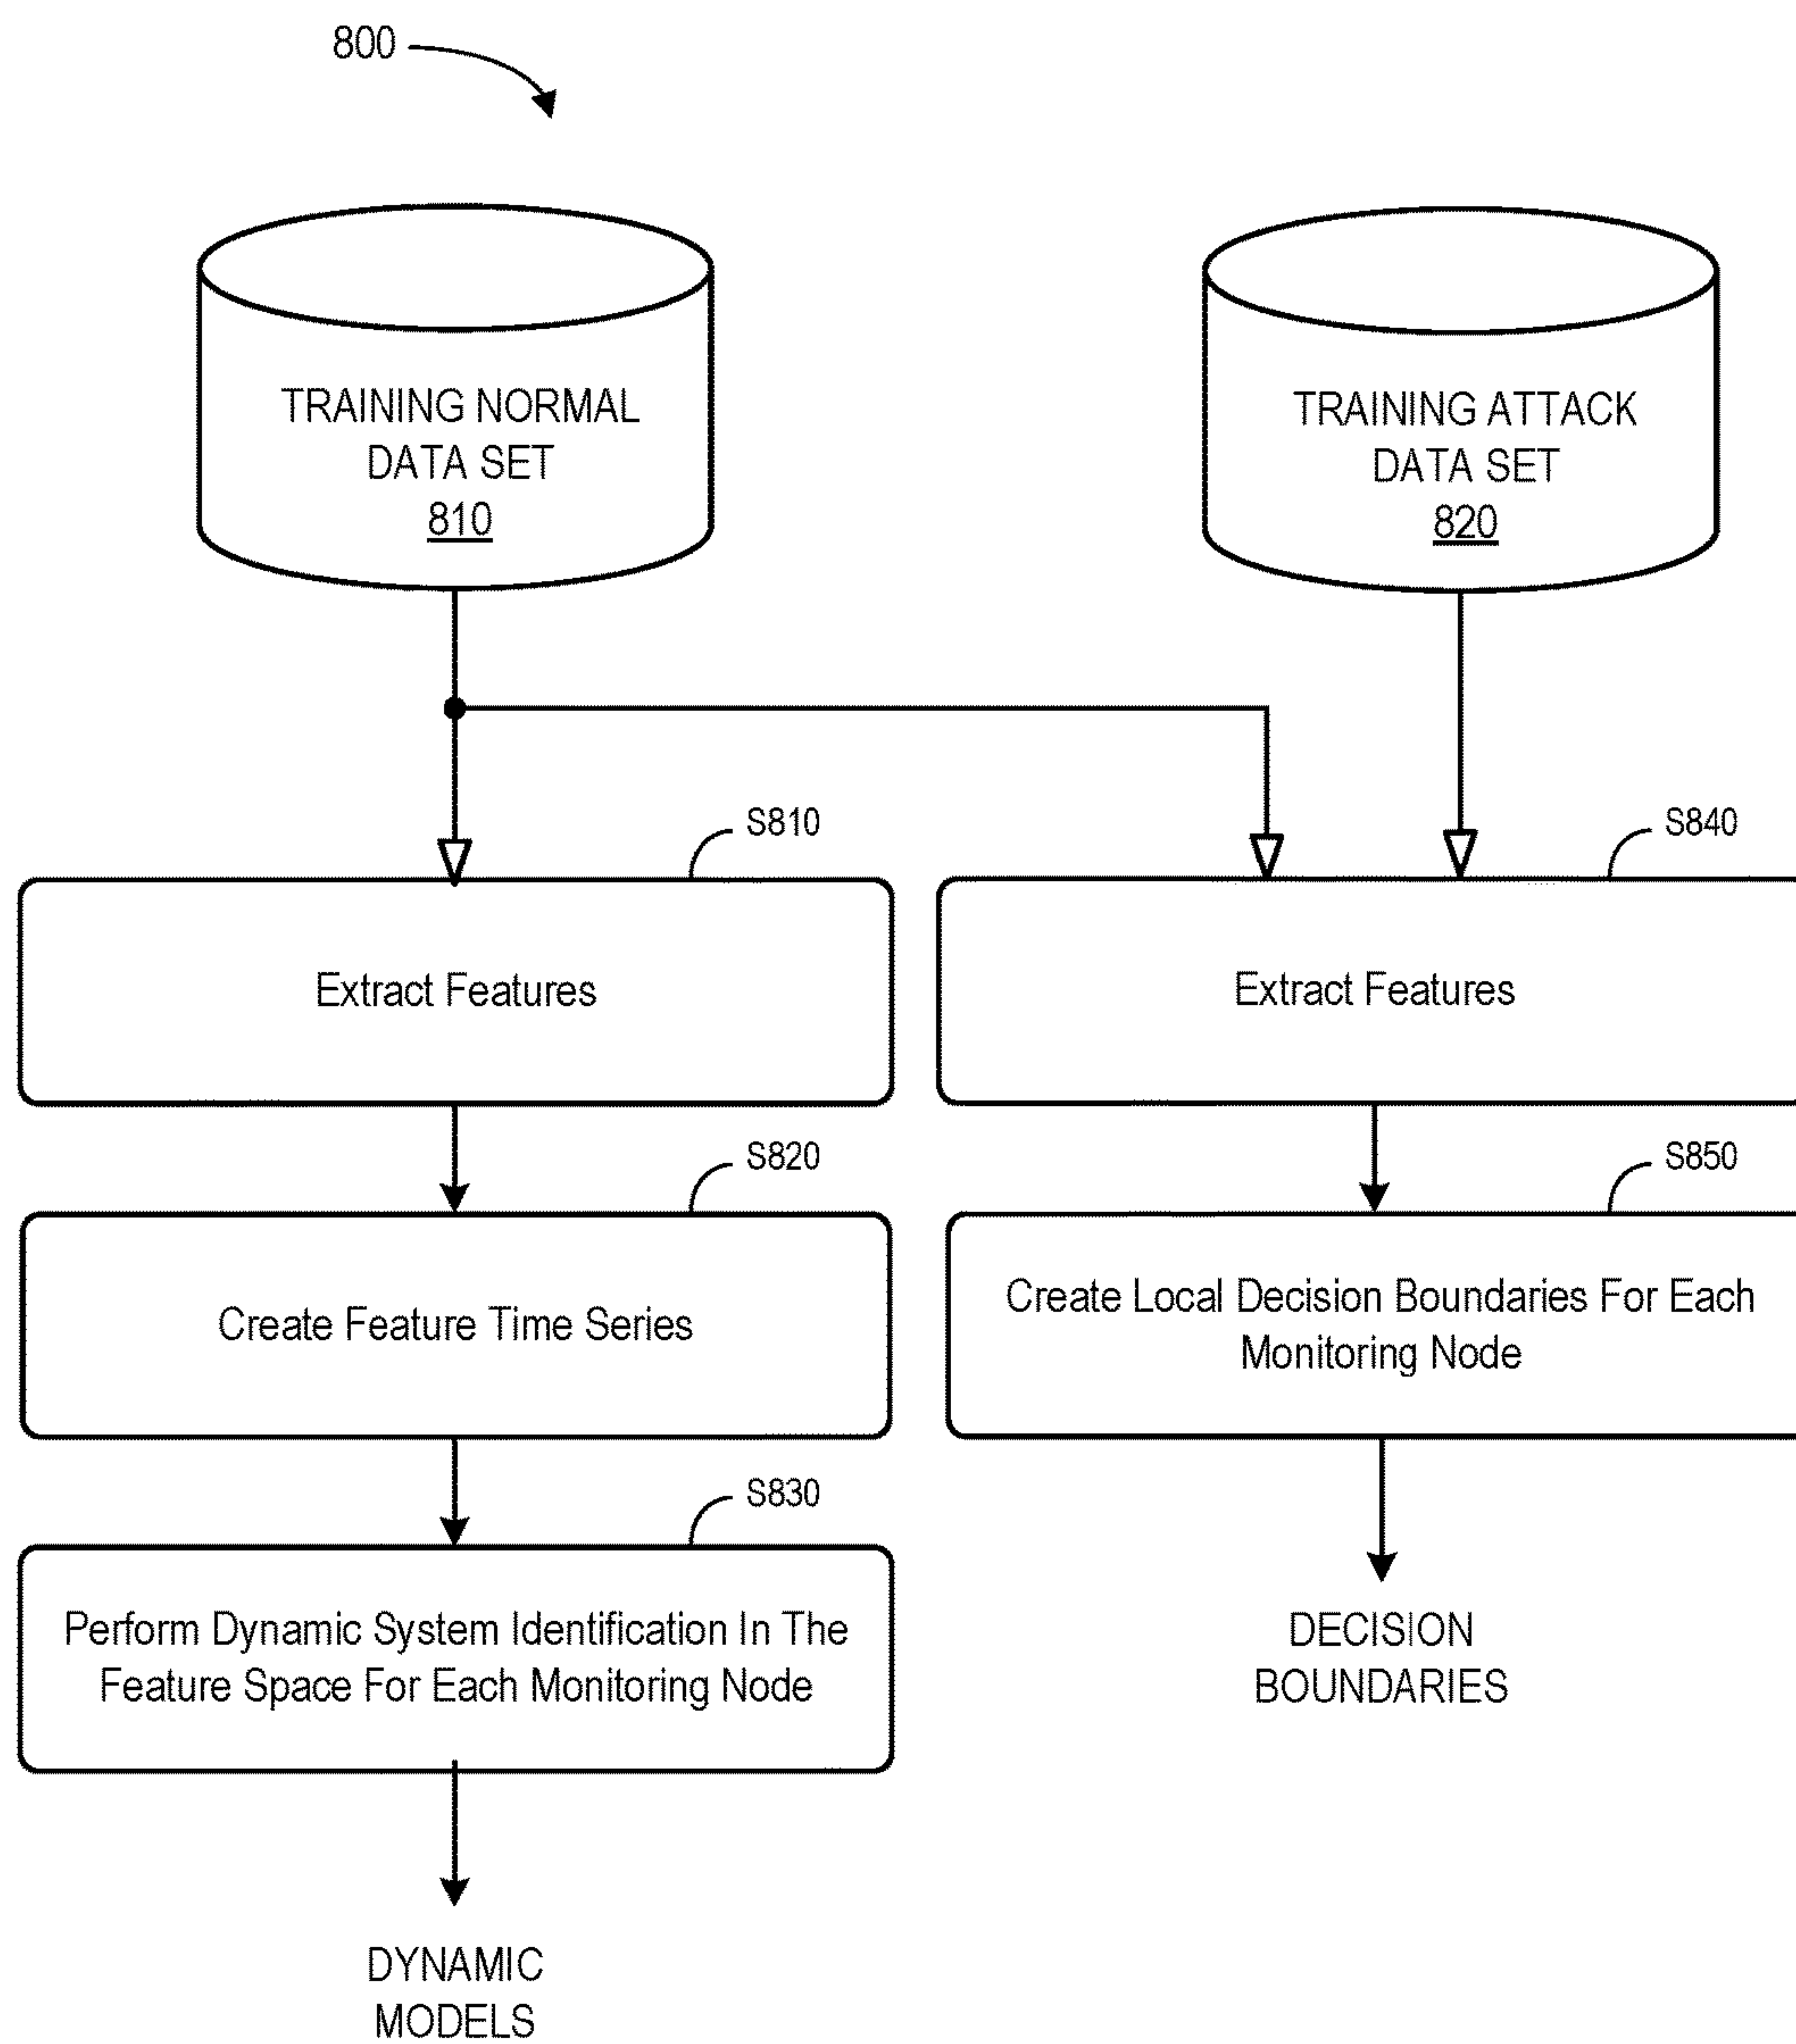 800
TRAINING NORMAL
DATA SET
810
TRAINING ATTACK
DATA SET
820
S810
Extract Features
S840
Extract Features
S820
Create Feature Time Series
S850
Create Local Decision Boundaries For Each
Monitoring Node
S830
Perform Dynamic System Identification In The
Feature Space For Each Monitoring Node
DECISION
BOUNDARIES
DYNAMIC
MODELS